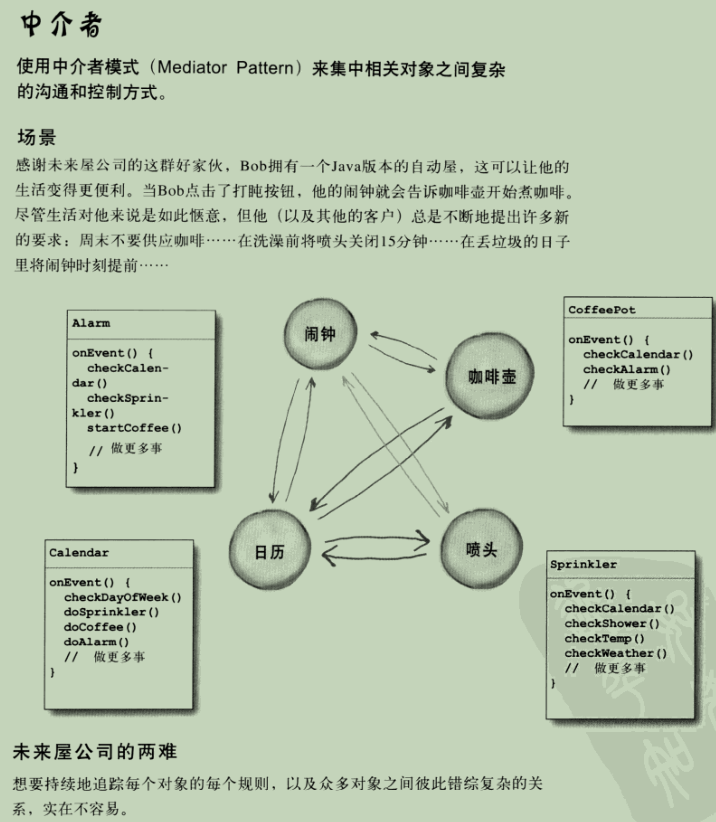 中介者
使用中介者模式（Mediator Pattern）来集中相关对象之间复杂
的沟通和控制方式。
场景
感谢未来屋公司的这群好家伙，Bob拥有一个Java版本的自动屋，这可以让他的
生活变得更便利。当Bob点击了打盹按钮，他的闹钟就会告诉咖啡壶开始煮咖啡。
尽管生活对他来说是如此惬意，但他（以及其他的客户）总是不断地提出许多新
的要求：周末不要供应咖啡……在洗澡前将喷头关闭15分钟……在丢垃圾的日子
里将闹钟时刻提前……
Alarm
onEvent() {
checkCalen-
dar()
checkSprin-
kler()
startCoffee()
// 做更多事
}
闹钟
咖啡壶
CoffeePot
onEvent() {
checkCalendar()
checkAlarm()
// 做更多事
}
日历
喷头
Calendar
onEvent() {
checkDayOfWeek()
doSprinkler()
doCoffee()
doAlarm()
// 做更多事
}
Sprinkler
onEvent() {
checkCalendar()
checkShower()
checkTemp()
checkWeather()
// 做更多事
}
未来屋公司的两难
想要持续地追踪每个对象的每个规则，以及众多对象之间彼此错综复杂的关
系，实在不容易。